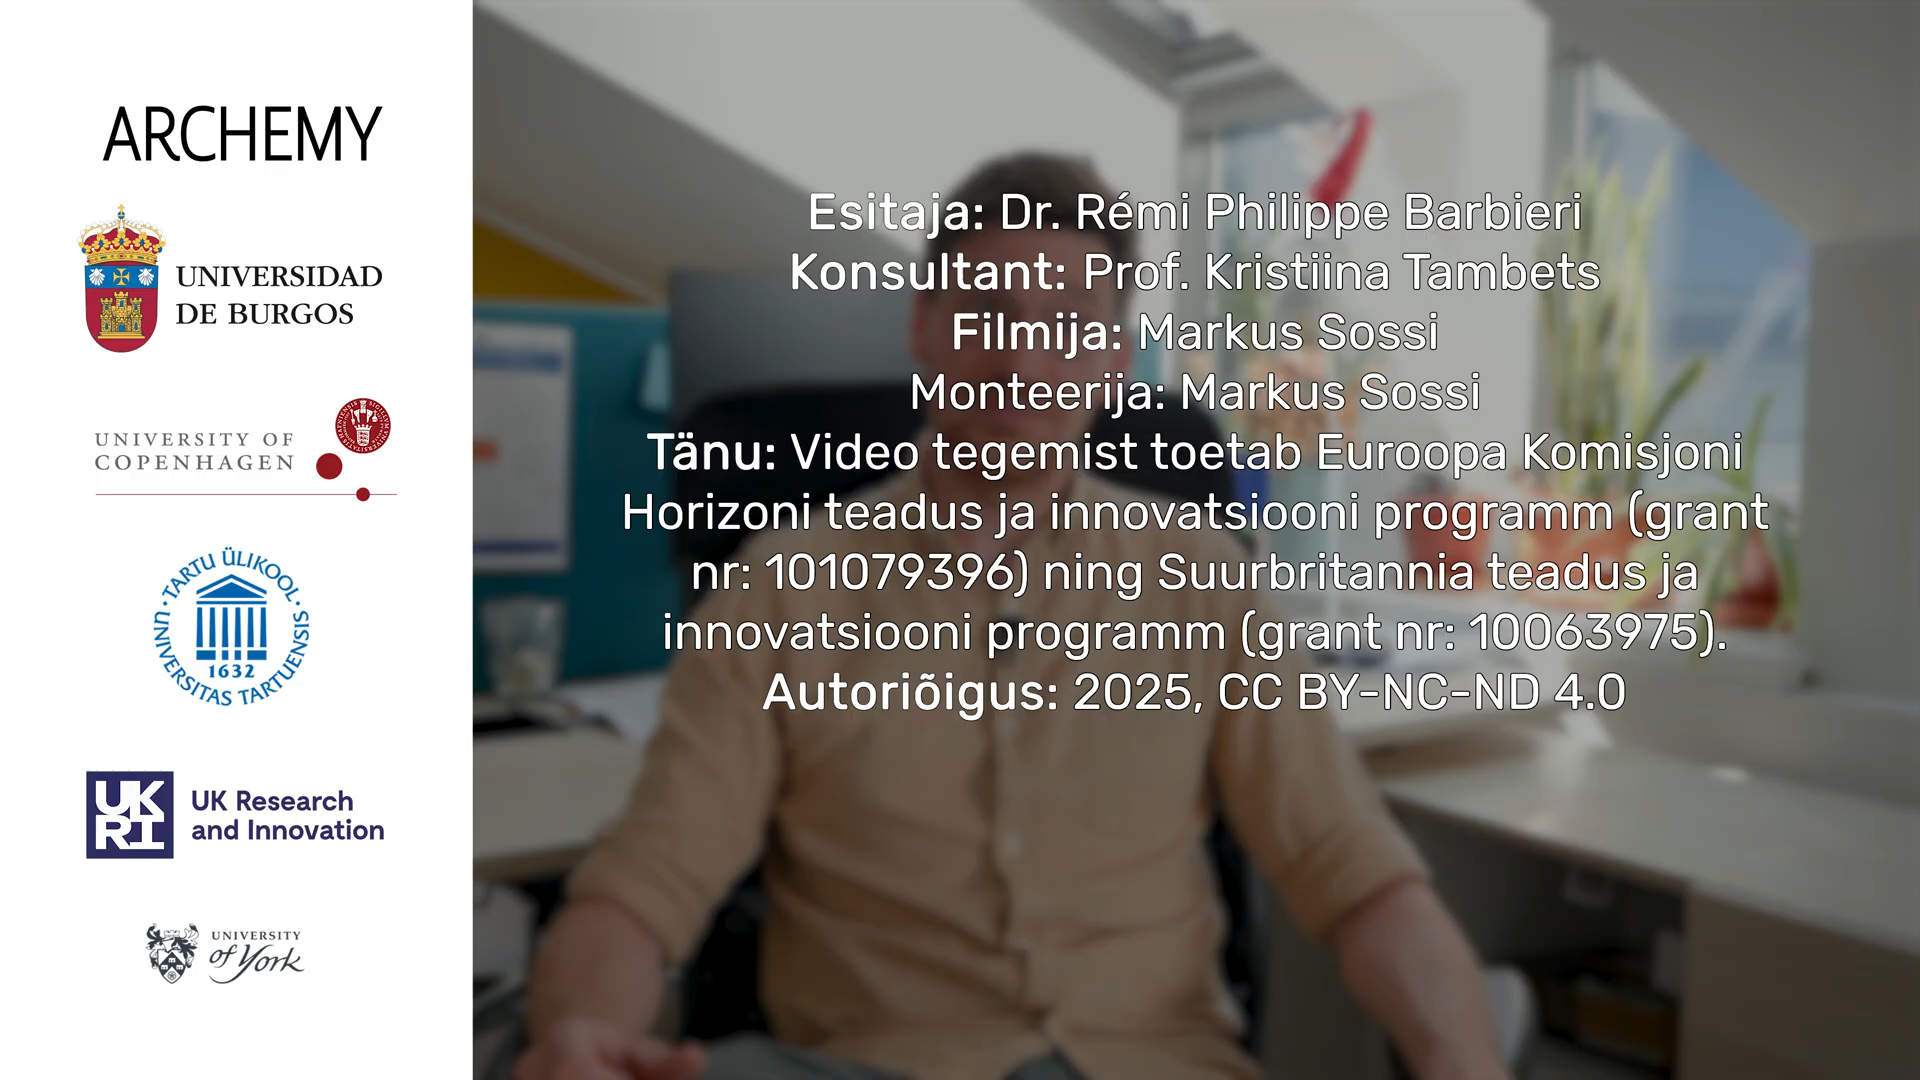 ARCHEMY
UNIVERSIDAD
DE BURGOS
UNIVERSITY OF
COPENHAGEN
TARTU ÜLIKOOL
UNIVERSITAS TARTUENSIS
1632
UKRI
UK Research
and Innovation
UNIVERSITY
of York
Esitaja: Dr. Rémi Philippe Barbieri
Konsultant: Prof. Kristiina Tambets
Filmija: Markus Sossi
Monteerija: Markus Sossi
Tänu: Video tegemist toetab Euroopa Komisjoni
Horizoni teadus ja innovatsiooni programm (grant
nr: 101079396) ning Suurbritannia teadus ja
innovatsiooni programm (grant nr: 10063975).
Autoriõigus: 2025, CC BY-NC-ND 4.0